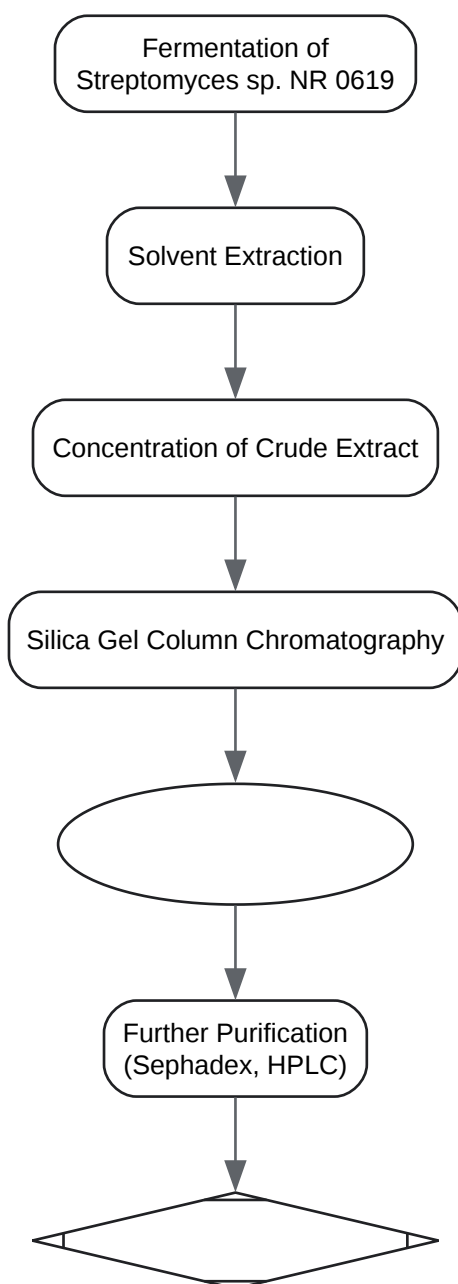 Fermentation of
Streptomyces sp. NR 0619
Solvent Extraction
Concentration of Crude Extract
Silica Gel Column Chromatography
Further Purification
(Sephadex, HPLC)